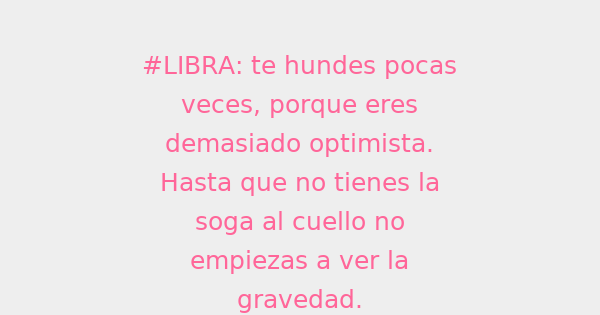 #LIBRA: te hundes pocas
veces, porque eres
demasiado optimista.
Hasta que no tienes la
soga al cuello no
empiezas a ver la
gravedad.